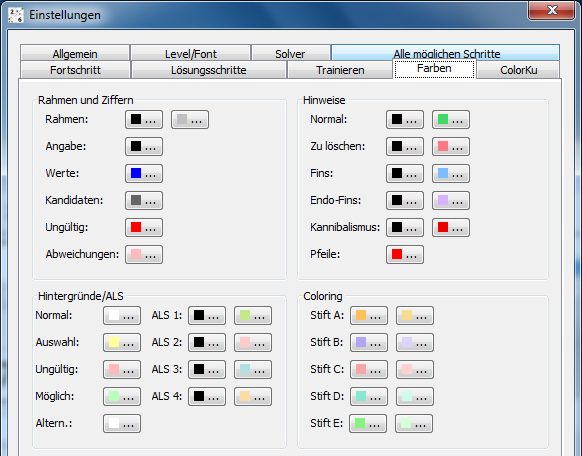 Einstellungen
Allgemein Level/Font Solver Alle möglichen Schritte
Fortschritt Lösungsschritte Trainieren Farben ColorKu
Rahmen und Ziffern
Rahmen: ... ...
Angabe: ...
Werte: ...
Kandidaten: ...
Ungültig: ...
Abweichungen: ...
Hinweise
Normal: ... ...
Zu löschen: ... ...
Fins: ... ...
Endo-Fins: ... ...
Kannibalismus: ... ...
Pfeile: ...
Hintergründe/ALS
Normal: ... ALS 1: ... ...
Auswahl: ... ALS 2: ... ...
Ungültig: ... ALS 3: ... ...
Möglich: ... ALS 4: ... ...
Altern.: ...
Coloring
Stift A: ... ...
Stift B: ... ...
Stift C: ... ...
Stift D: ... ...
Stift E: ... ...